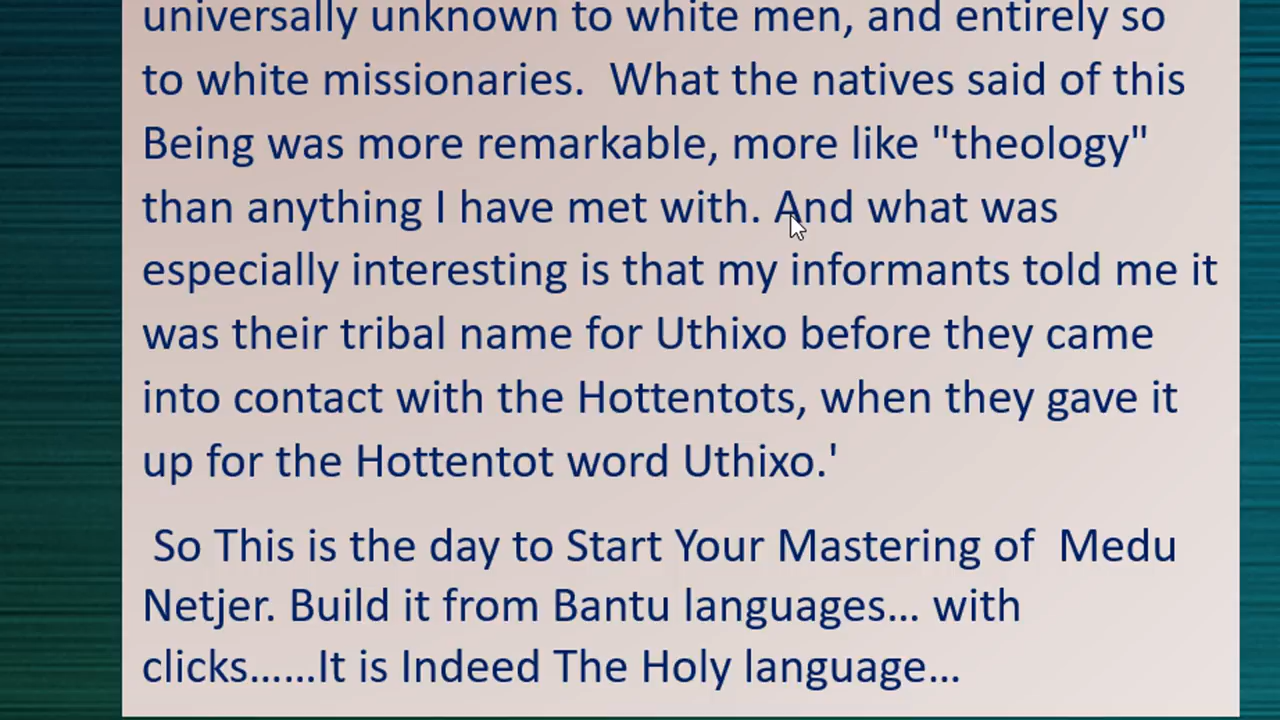 universally unknown to white men, and entirely so
to white missionaries.  What the natives said of this
Being was more remarkable, more like "theology"
than anything I have met with. And what was
especially interesting is that my informants told me it
was their tribal name for Uthixo before they came
into contact with the Hottentots, when they gave it
up for the Hottentot word Uthixo.'
So This is the day to Start Your Mastering of  Medu
Netjer. Build it from Bantu languages... with
clicks......It is Indeed The Holy language...